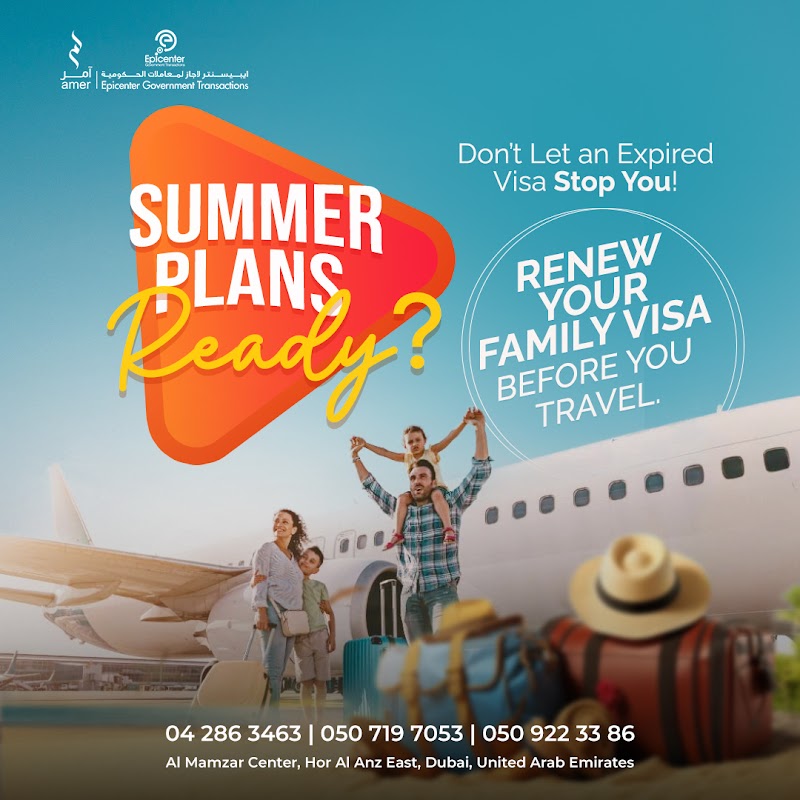 آمر
amer
Epicenter
Government Transactions
ايبيسنتر لانجاز لمعاملات الحكومية
Epicenter Government Transactions
SUMMER
PLANS
Ready?
Don't Let an Expired
Visa Stop You!
RENEW
YOUR
FAMILY VISA
BEFORE YOU
TRAVEL.
04 286 3463 | 050 719 7053 | 050 922 33 86
Al Mamzar Center, Hor Al Anz East, Dubai, United Arab Emirates